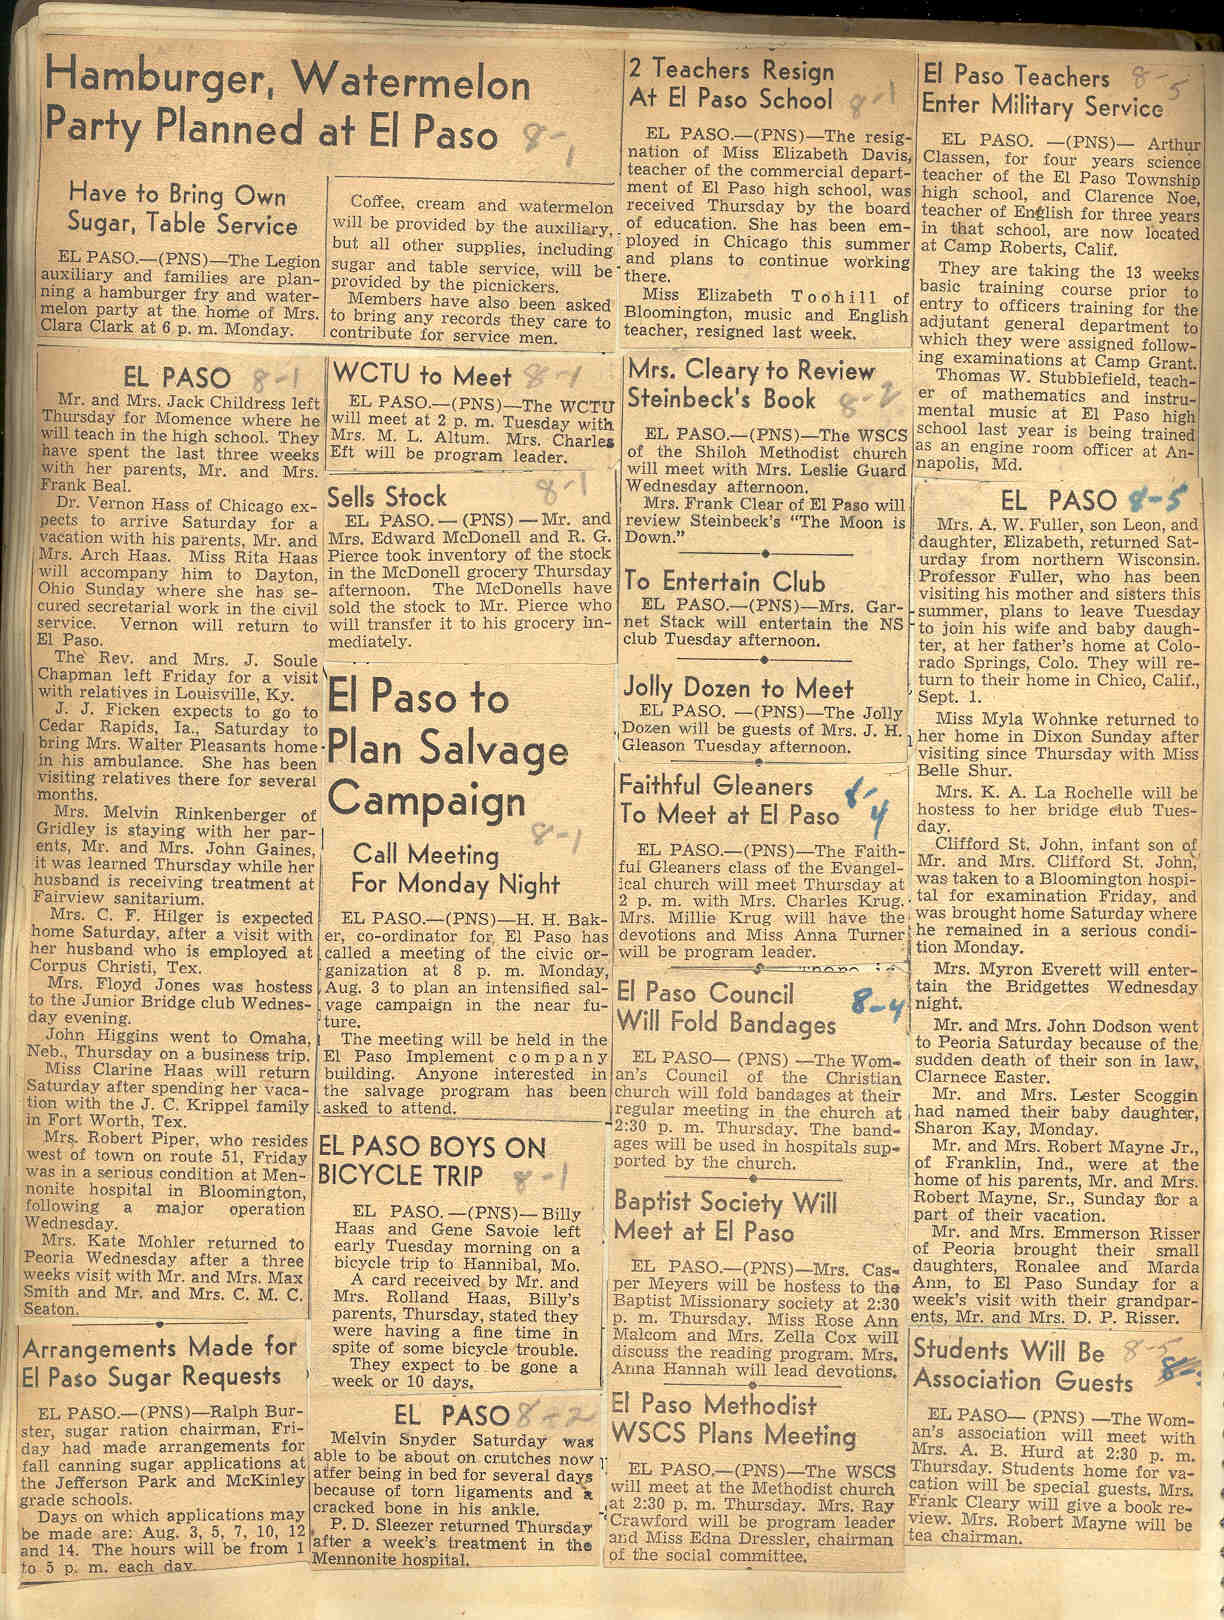 Hamburger, Watermelon
Party Planned at El Paso 8-1
Have to Bring Own
Sugar, Table Service
EL PASO.—(PNS)—The Legion
auxiliary and families are plan-
ning a hamburger fry and water-
melon party at the home of Mrs.
Clara Clark at 6 p. m. Monday.
Coffee, cream and watermelon
will be provided by the auxiliary,
but all other supplies, including
sugar and table service, will be
provided by the picnickers.
Members have also been asked
to bring any records they care to
contribute for service men.
EL PASO 8-1
Mr. and Mrs. Jack Childress left
Thursday for Momence where he
will teach in the high school. They
have spent the last three weeks
with her parents, Mr. and Mrs.
Frank Beal.
Dr. Vernon Hass of Chicago ex-
pects to arrive Saturday for a
vacation with his parents, Mr. and
Mrs. Arch Haas. Miss Rita Haas
will accompany him to Dayton,
Ohio Sunday where she has se-
cured secretarial work in the civil
service. Vernon will return to
El Paso.
The Rev. and Mrs. J. Soule
Chapman left Friday for a visit
with relatives in Louisville, Ky.
J. J. Ficken expects to go to
Cedar Rapids, Ia., Saturday to
bring Mrs. Walter Pleasants home
in his ambulance. She has been
visiting relatives there for several
months.
Mrs. Melvin Rinkenberger of
Gridley is staying with her par-
ents, Mr. and Mrs. John Gaines,
it was learned Thursday while her
husband is receiving treatment at
Fairview sanitarium.
Mrs. C. F. Hilger is expected
home Saturday, after a visit with
her husband who is employed at
Corpus Christi, Tex.
Mrs. Floyd Jones was hostess
to the Junior Bridge club Wednes-
day evening.
John Higgins went to Omaha,
Neb., Thursday on a business trip.
Miss Clarine Haas will return
Saturday after spending her vaca-
tion with the J. C. Krippel family
in Fort Worth, Tex.
Mrs. Robert Piper, who resides
west of town on route 51, Friday
was in a serious condition at Men-
nonite hospital in Bloomington,
following a major operation
Wednesday.
Mrs. Kate Mohler returned to
Peoria Wednesday after a three
weeks visit with Mr. and Mrs. Max
Smith and Mr. and Mrs. C. M. C.
Seaton.
Arrangements Made for
El Paso Sugar Requests
EL PASO.—(PNS)—Ralph Bur-
ster, sugar ration chairman, Fri-
day had made arrangements for
fall canning sugar applications at
the Jefferson Park and McKinley
grade schools.
Days on which applications may
be made are: Aug. 3, 5, 7, 10, 12
and 14. The hours will be from 1
to 5 p. m. each day.
WCTU to Meet 8-1
EL PASO.—(PNS)—The WCTU
will meet at 2 p. m. Tuesday with
Mrs. M. L. Altum. Mrs. Charles
Eft will be program leader.
Sells Stock 8-1
EL PASO.—(PNS)—Mr. and
Mrs. Edward McDonell and R. G.
Pierce took inventory of the stock
in the McDonell grocery Thursday
afternoon. The McDonells have
sold the stock to Mr. Pierce who
will transfer it to his grocery im-
mediately.
El Paso to
Plan Salvage
Campaign
8-1
Call Meeting
For Monday Night
EL PASO.—(PNS)—H. H. Bak-
er, co-ordinator for El Paso has
called a meeting of the civic or-
ganization at 8 p. m. Monday,
Aug. 3 to plan an intensified sal-
vage campaign in the near fu-
ture.
The meeting will be held in the
El Paso Implement company
building. Anyone interested in
the salvage program has been
asked to attend.
EL PASO BOYS ON
BICYCLE TRIP 8-1
EL PASO.—(PNS)—Billy
Haas and Gene Savoie left
early Tuesday morning on a
bicycle trip to Hannibal, Mo.
A card received by Mr. and
Mrs. Rolland Haas, Billy's
parents, Thursday, stated they
were having a fine time in
spite of some bicycle trouble.
They expect to be gone a
week or 10 days.
EL PASO 8-2
Melvin Snyder Saturday was
able to be about on crutches now
after being in bed for several days
because of torn ligaments and a
cracked bone in his ankle.
P. D. Sleezer returned Thursday
after a week's treatment in the
Mennonite hospital.
2 Teachers Resign
At El Paso School 8-1
EL PASO.—(PNS)—The resig-
nation of Miss Elizabeth Davis,
teacher of the commercial depart-
ment of El Paso high school, was
received Thursday by the board
of education. She has been em-
ployed in Chicago this summer
and plans to continue working
there.
Miss Elizabeth Toohill of
Bloomington, music and English
teacher, resigned last week.
Mrs. Cleary to Review
Steinbeck's Book 8-2
EL PASO.—(PNS)—The WSCS
of the Shiloh Methodist church
will meet with Mrs. Leslie Guard
Wednesday afternoon.
Mrs. Frank Clear of El Paso will
review Steinbeck's "The Moon is
Down."
To Entertain Club
EL PASO.—(PNS)—Mrs. Gar-
net Stack will entertain the NS
club Tuesday afternoon.
Jolly Dozen to Meet
EL PASO. —(PNS)—The Jolly
Dozen will be guests of Mrs. J. H.
Gleason Tuesday afternoon.
Faithful Gleaners
To Meet at El Paso 8-4
EL PASO.—(PNS)—The Faith-
ful Gleaners class of the Evangel-
ical church will meet Thursday at
2 p. m. with Mrs. Charles Krug.
Mrs. Millie Krug will have the
devotions and Miss Anna Turner
will be program leader.
El Paso Council 8-4
Will Fold Bandages
EL PASO— (PNS) —The Wom-
an's Council of the Christian
church will fold bandages at their
regular meeting in the church at
2:30 p. m. Thursday. The band-
ages will be used in hospitals sup-
ported by the church.
Baptist Society Will
Meet at El Paso
EL PASO.—(PNS)—Mrs. Cas-
per Meyers will be hostess to the
Baptist Missionary society at 2:30
p. m. Thursday. Miss Rose Ann
Malcom and Mrs. Zella Cox will
discuss the reading program. Mrs.
Anna Hannah will lead devotions.
El Paso Methodist
WSCS Plans Meeting
EL PASO.—(PNS)—The WSCS
will meet at the Methodist church
at 2:30 p. m. Thursday. Mrs. Ray
Crawford will be program leader
and Miss Edna Dressler, chairman
of the social committee.
El Paso Teachers 8-5
Enter Military Service
EL PASO. —(PNS)— Arthur
Classen, for four years science
teacher of the El Paso Township
high school, and Clarence Noe,
teacher of English for three years
in that school, are now located
at Camp Roberts, Calif.
They are taking the 13 weeks
basic training course prior to
entry to officers training for the
adjutant general department to
which they were assigned follow-
ing examinations at Camp Grant.
Thomas W. Stubblefield, teach-
er of mathematics and instru-
mental music at El Paso high
school last year is being trained
as an engine room officer at An-
napolis, Md.
EL PASO 8-5
Mrs. A. W. Fuller, son Leon, and
daughter, Elizabeth, returned Sat-
urday from northern Wisconsin.
Professor Fuller, who has been
visiting his mother and sisters this
summer, plans to leave Tuesday
to join his wife and baby daugh-
ter, at her father's home at Colo-
rado Springs, Colo. They will re-
turn to their home in Chico, Calif.,
Sept. 1.
Miss Myla Wohnke returned to
her home in Dixon Sunday after
visiting since Thursday with Miss
Belle Shur.
Mrs. K. A. La Rochelle will be
hostess to her bridge club Tues-
day.
Clifford St. John, infant son of
Mr. and Mrs. Clifford St. John,
was taken to a Bloomington hospi-
tal for examination Friday, and
was brought home Saturday where
he remained in a serious condi-
tion Monday.
Mrs. Myron Everett will enter-
tain the Bridgettes Wednesday
night.
Mr. and Mrs. John Dodson went
to Peoria Saturday because of the
sudden death of their son in law,
Clarnece Easter.
Mr. and Mrs. Lester Scoggin
had named their baby daughter,
Sharon Kay, Monday.
Mr. and Mrs. Robert Mayne Jr.,
of Franklin, Ind., were at the
home of his parents, Mr. and Mrs.
Robert Mayne, Sr., Sunday for a
part of their vacation.
Mr. and Mrs. Emmerson Risser
of Peoria brought their small
daughters, Ronalee and Marda
Ann, to El Paso Sunday for a
week's visit with their grandpar-
ents, Mr. and Mrs. D. P. Risser.
Students Will Be 8-5
Association Guests
EL PASO— (PNS) —The Wom-
an's association will meet with
Mrs. A. B. Hurd at 2:30 p. m.
Thursday. Students home for va-
cation will be special guests. Mrs.
Frank Cleary will give a book re-
view. Mrs. Robert Mayne will be
tea chairman.